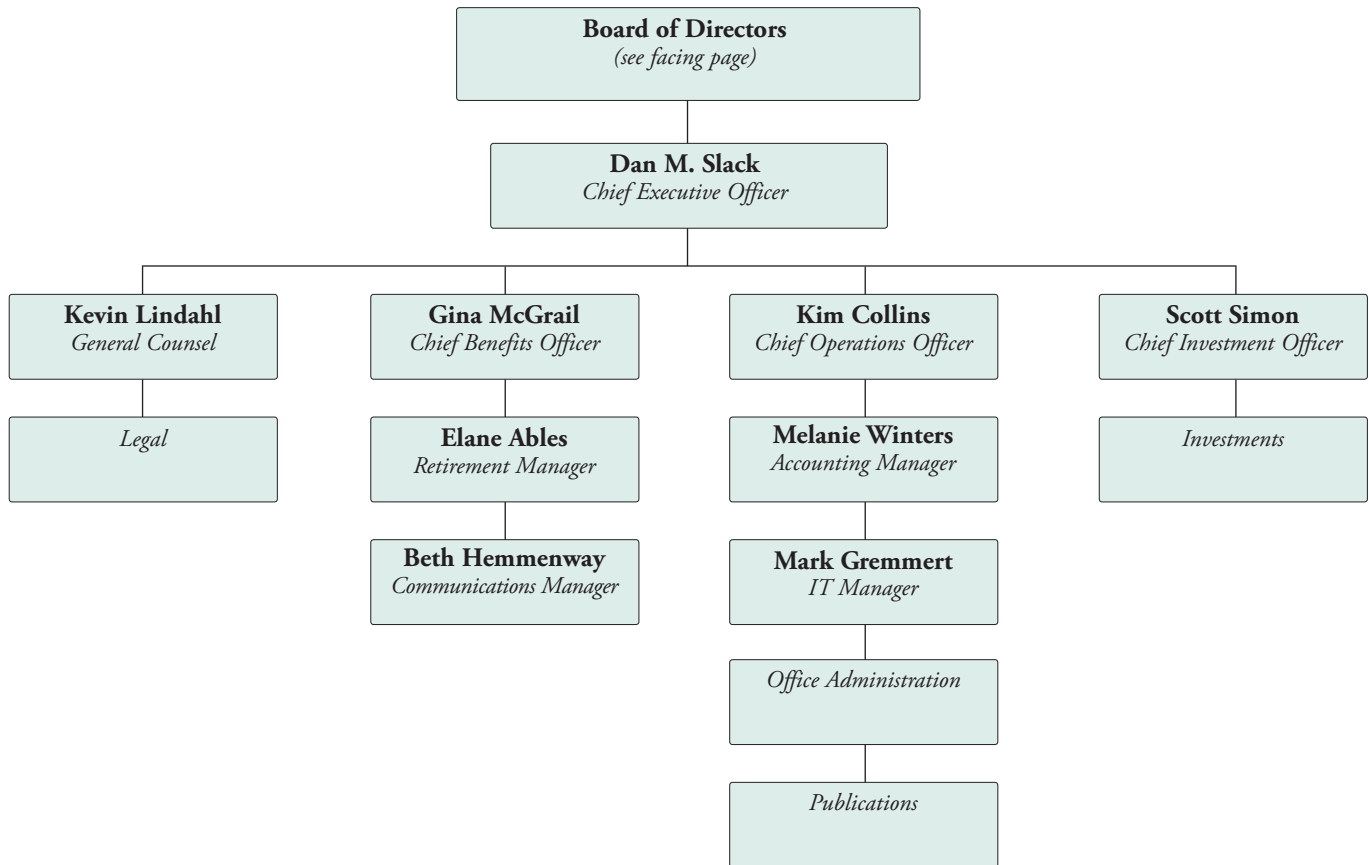 Board of Directors
(see facing page)
Dan M. Slack
Chief Executive Officer
Kevin Lindahl
General Counsel
Gina McGrail
Chief Benefits Officer
Kim Collins
Chief Operations Officer
Scott Simon
Chief Investment Officer
Legal
Elane Ables
Retirement Manager
Melanie Winters
Accounting Manager
Investments
Beth Hemmenway
Communications Manager
Mark Gremmert
IT Manager
Office Administration
Publications